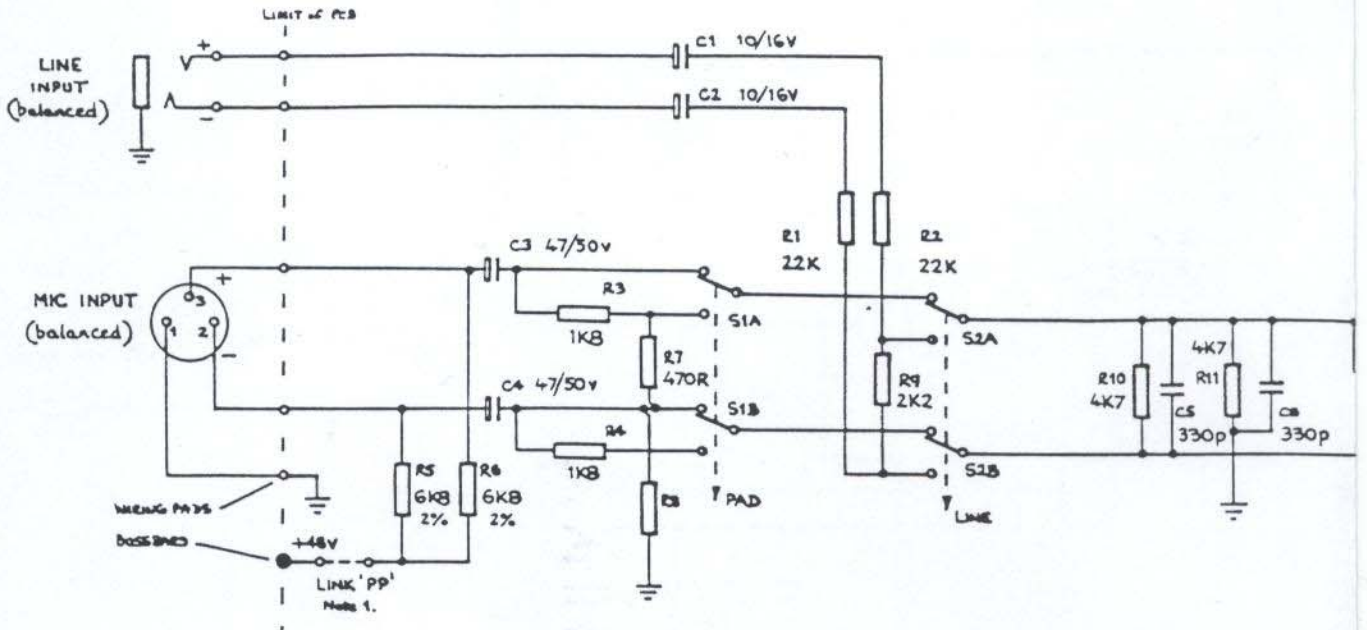 LIMIT of PCB
LINE
INPUT
(balanced)
+
-
C1 10/16V
C2 10/16V
R1
22K
R2
22K
MIC INPUT
(balanced)
3
1
2
+
-
C3 47/50V
R3
1K8
S1A
S2A
R7
470R
R9
2K2
C4 47/50V
S1B
R4
1K8
S2B
4K7
R10
4K7
R11
C5
330p
C6
330p
R5
6K8
2%
R6
6K8
2%
R8
PAD
LINE
WIRING PADS
BUSSBARS
+48V
LINK 'PP'
Note 1.